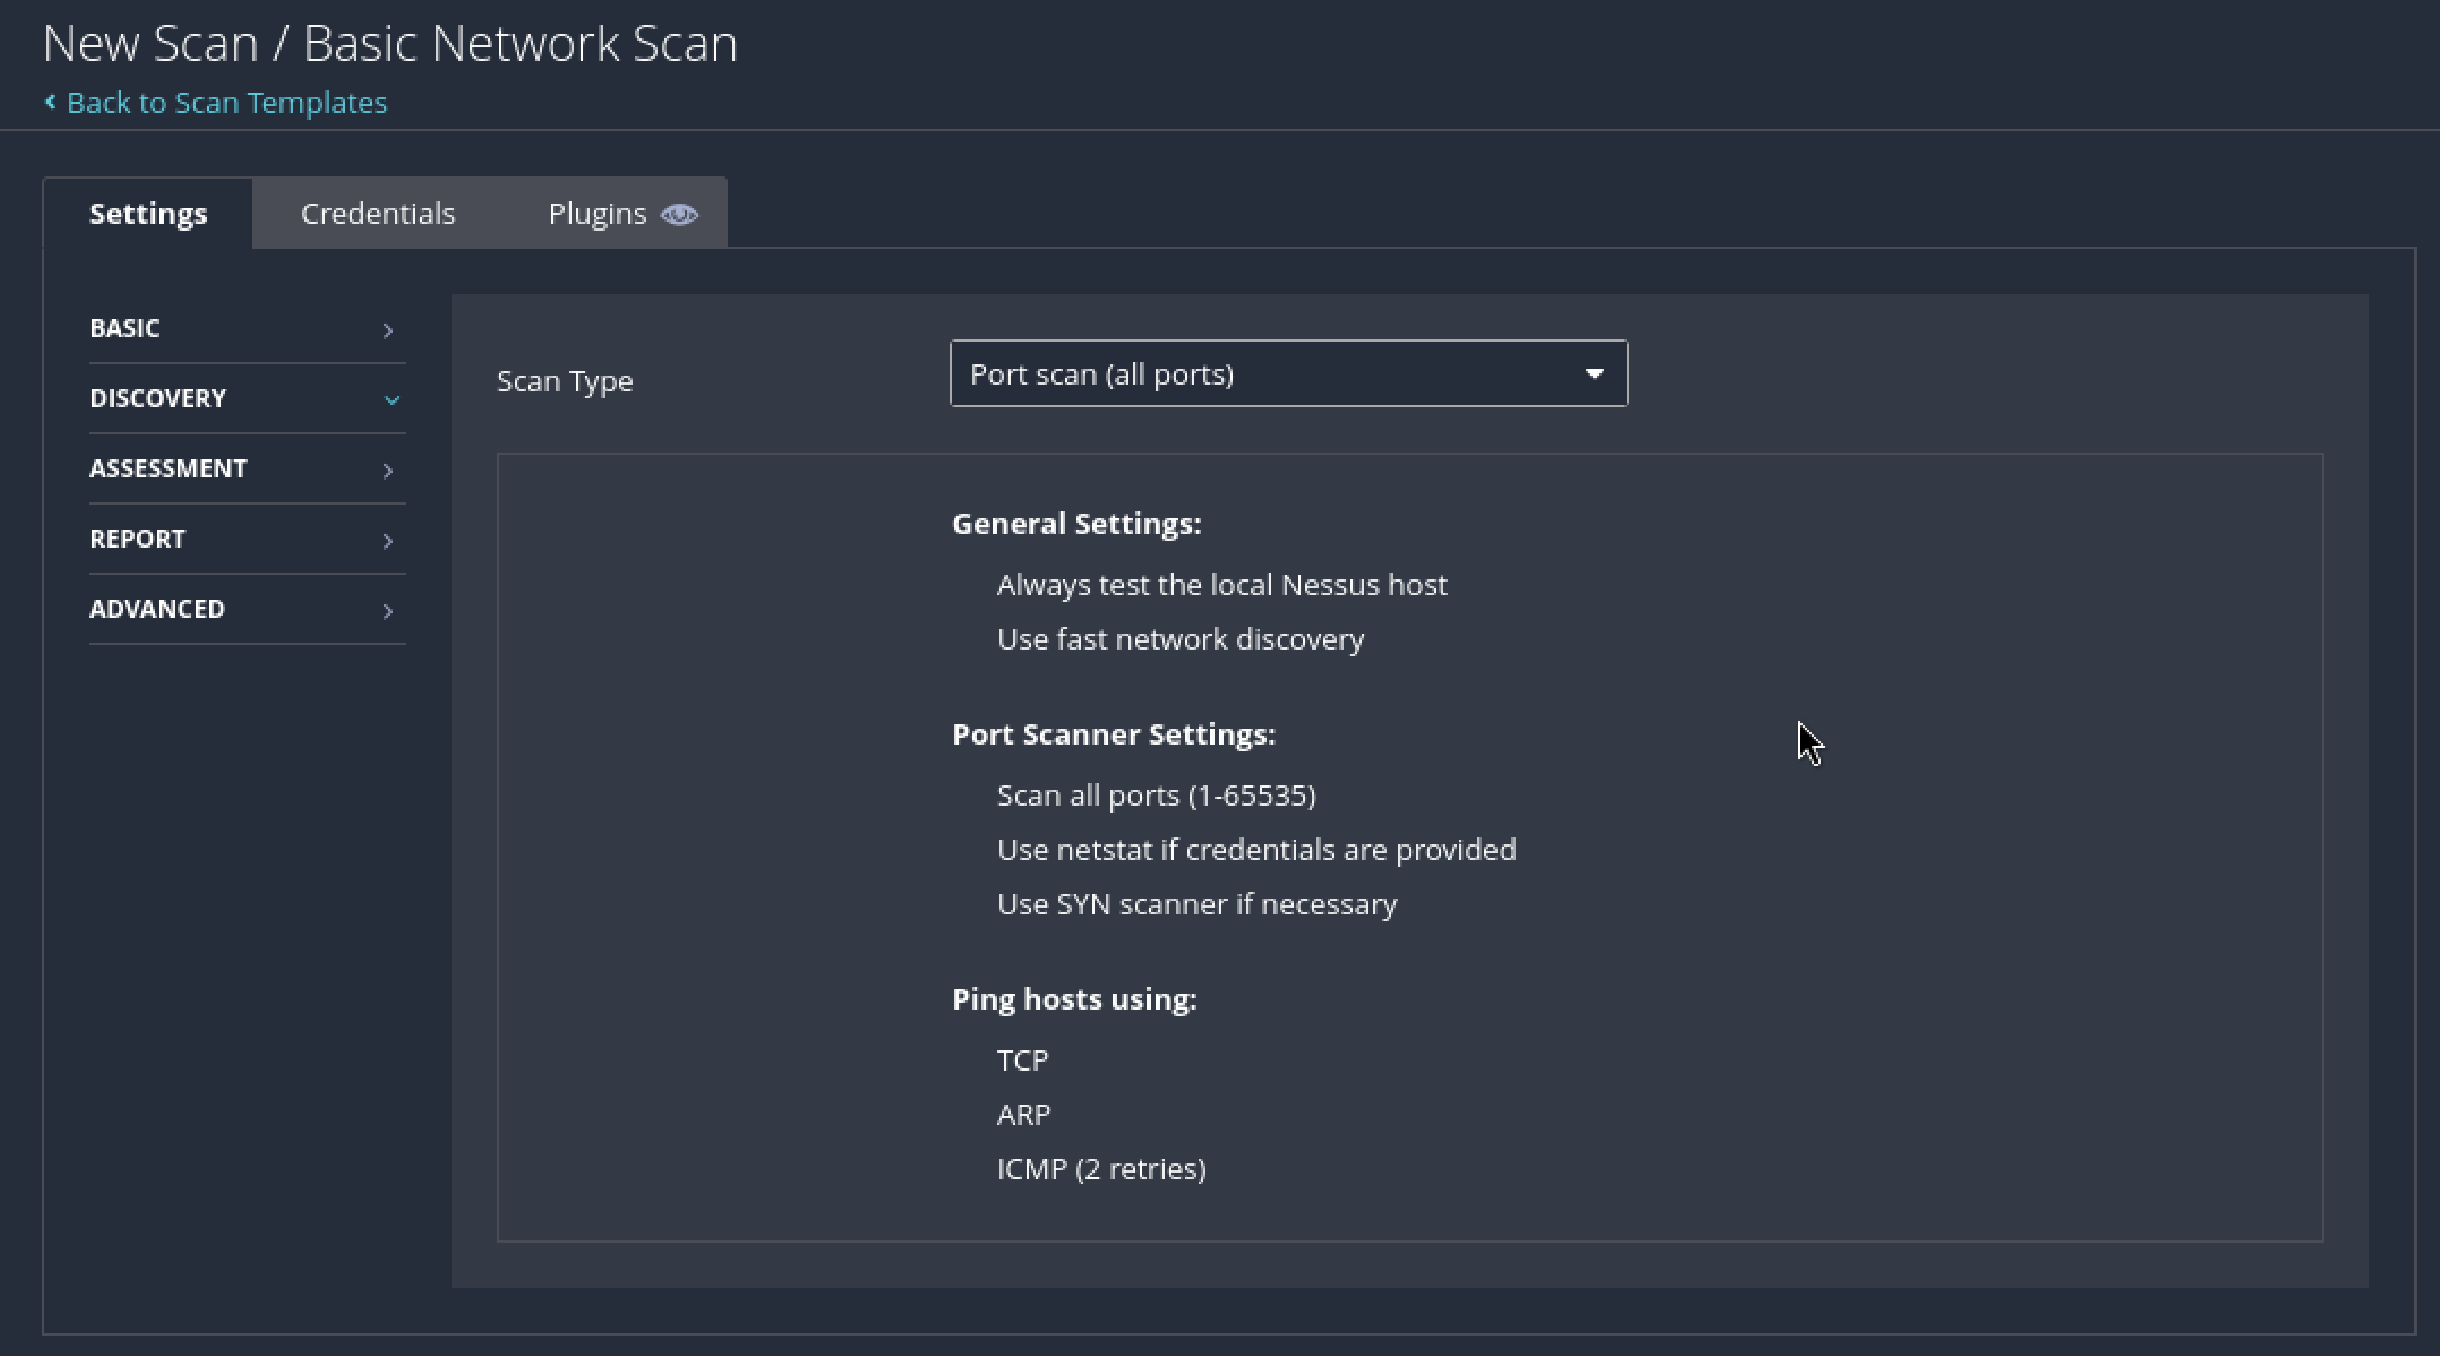 New Scan / Basic Network Scan
Back to Scan Templates
Settings Credentials Plugins
BASIC
DISCOVERY
ASSESSMENT
REPORT
ADVANCED
Scan Type Port scan (all ports)
General Settings:
Always test the local Nessus host
Use fast network discovery
Port Scanner Settings:
Scan all ports (1-65535)
Use netstat if credentials are provided
Use SYN scanner if necessary
Ping hosts using:
TCP
ARP
ICMP (2 retries)